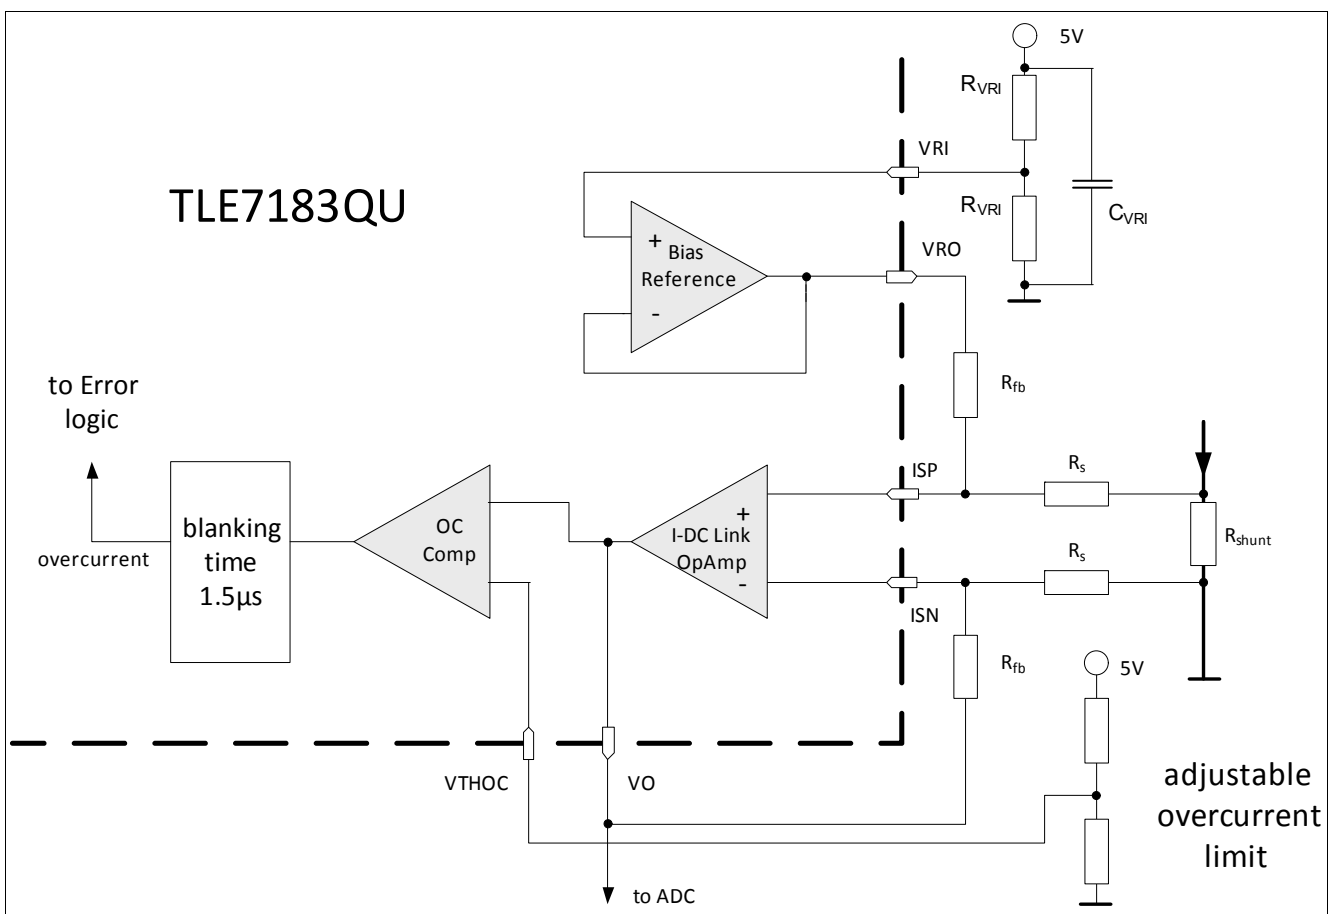 5V
RVRI
VRI
TLE7183QU
RVRI
CVRI
+
Bias
Reference
-
VRO
to Error
logic
Rfb
ISP
Rs
blanking
time
1.5µs
OC
Comp
+
I-DC Link
OpAmp
-
Rshunt
overcurrent
Rs
ISN
Rfb
5V
VTHOC
VO
adjustable
overcurrent
limit
to ADC